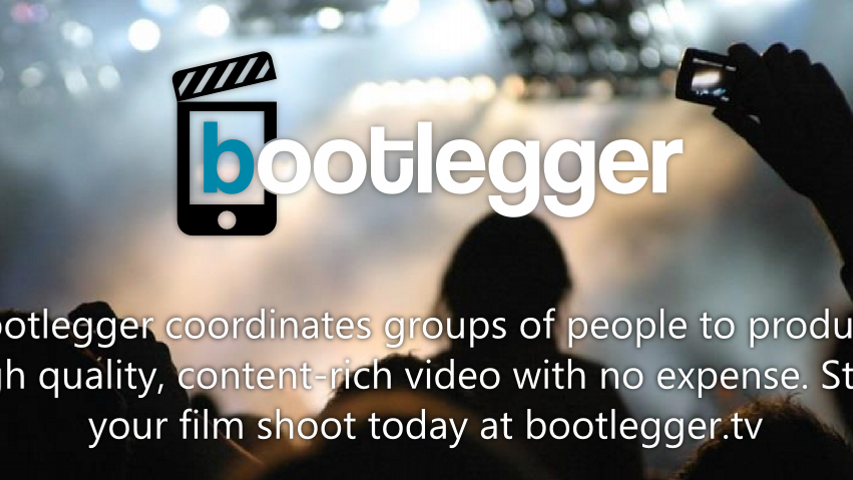 bootlegger
ootlegger coordinates groups of people to produ
gh quality, content-rich video with no expense. St
your film shoot today at bootlegger.tv